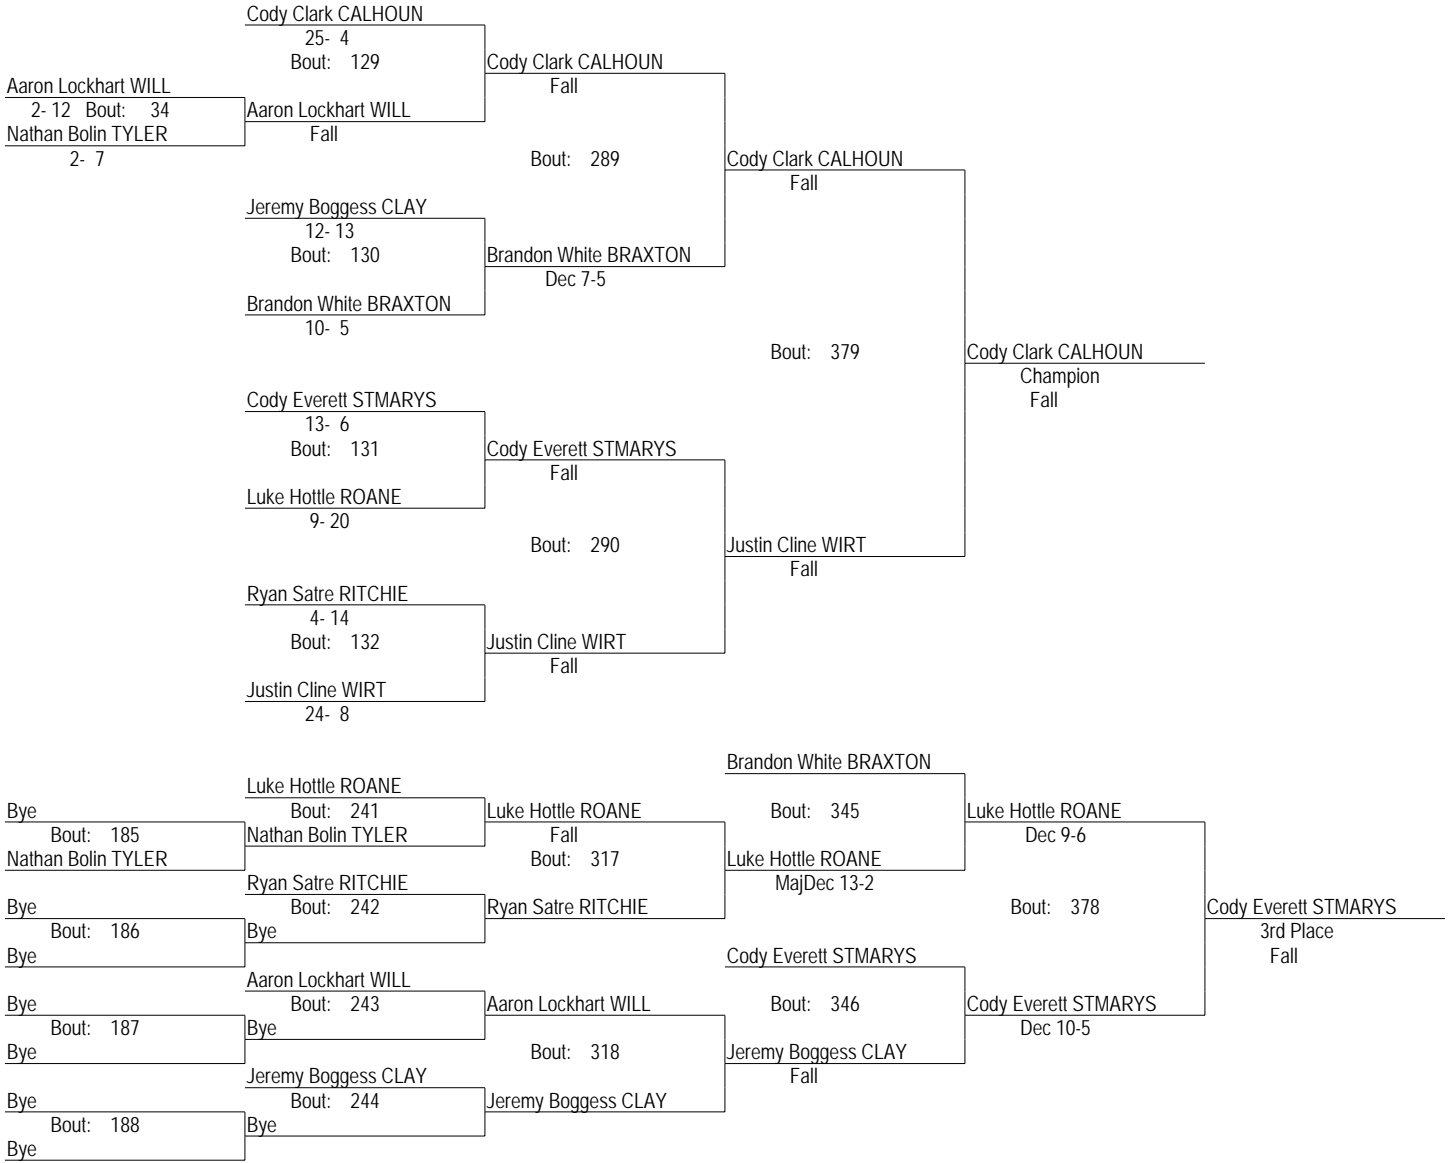 Cody Clark CALHOUN
25- 4
Bout: 129
Cody Clark CALHOUN
Fall
Aaron Lockhart WILL
2- 12 Bout: 34
Aaron Lockhart WILL
Fall
Nathan Bolin TYLER
2- 7
Bout: 289
Cody Clark CALHOUN
Fall
Jeremy Boggess CLAY
12- 13
Bout: 130
Brandon White BRAXTON
Dec 7-5
Brandon White BRAXTON
10- 5
Bout: 379
Cody Clark CALHOUN
Champion
Fall
Cody Everett STMARYS
13- 6
Bout: 131
Cody Everett STMARYS
Fall
Luke Hottle ROANE
9- 20
Bout: 290
Justin Cline WIRT
Fall
Ryan Satre RITCHIE
4- 14
Bout: 132
Justin Cline WIRT
Fall
Justin Cline WIRT
24- 8
Brandon White BRAXTON
Luke Hottle ROANE
Bye
Bout: 241
Luke Hottle ROANE
Bout: 345
Luke Hottle ROANE
Bout: 185
Nathan Bolin TYLER
Fall
Dec 9-6
Nathan Bolin TYLER
Bout: 317
Luke Hottle ROANE
MajDec 13-2
Ryan Satre RITCHIE
Bye
Bout: 242
Ryan Satre RITCHIE
Bout: 378
Cody Everett STMARYS
Bout: 186
Bye
3rd Place
Bye
Cody Everett STMARYS
Fall
Aaron Lockhart WILL
Bye
Bout: 243
Aaron Lockhart WILL
Bout: 346
Cody Everett STMARYS
Bout: 187
Bye
Dec 10-5
Bye
Bout: 318
Jeremy Boggess CLAY
Fall
Jeremy Boggess CLAY
Bye
Bout: 244
Jeremy Boggess CLAY
Bout: 188
Bye
Bye